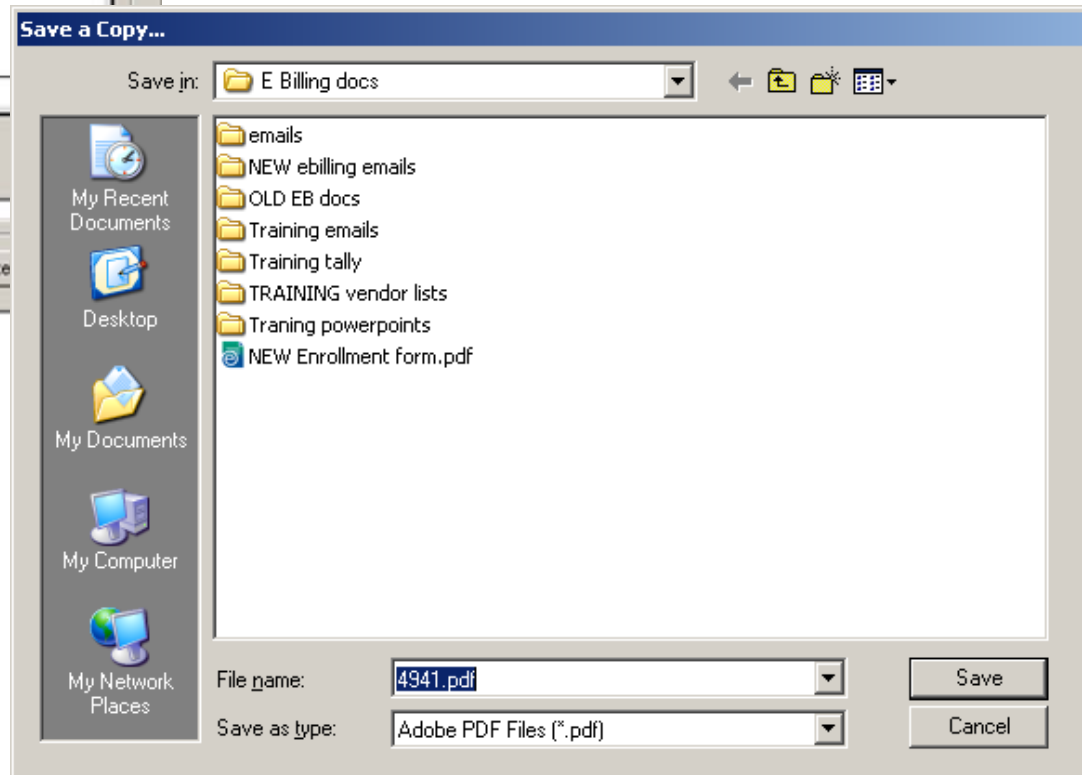 Save a Copy...
Save in:
E Billing docs
My Recent
Documents
Desktop
My Documents
My Computer
My Network
Places
emails
NEW ebilling emails
OLD EB docs
Training emails
Training tally
TRAINING vendor lists
Traning powerpoints
NEW Enrollment form.pdf
File name:
4941.pdf
Save
Save as type:
Adobe PDF Files (*.pdf)
Cancel